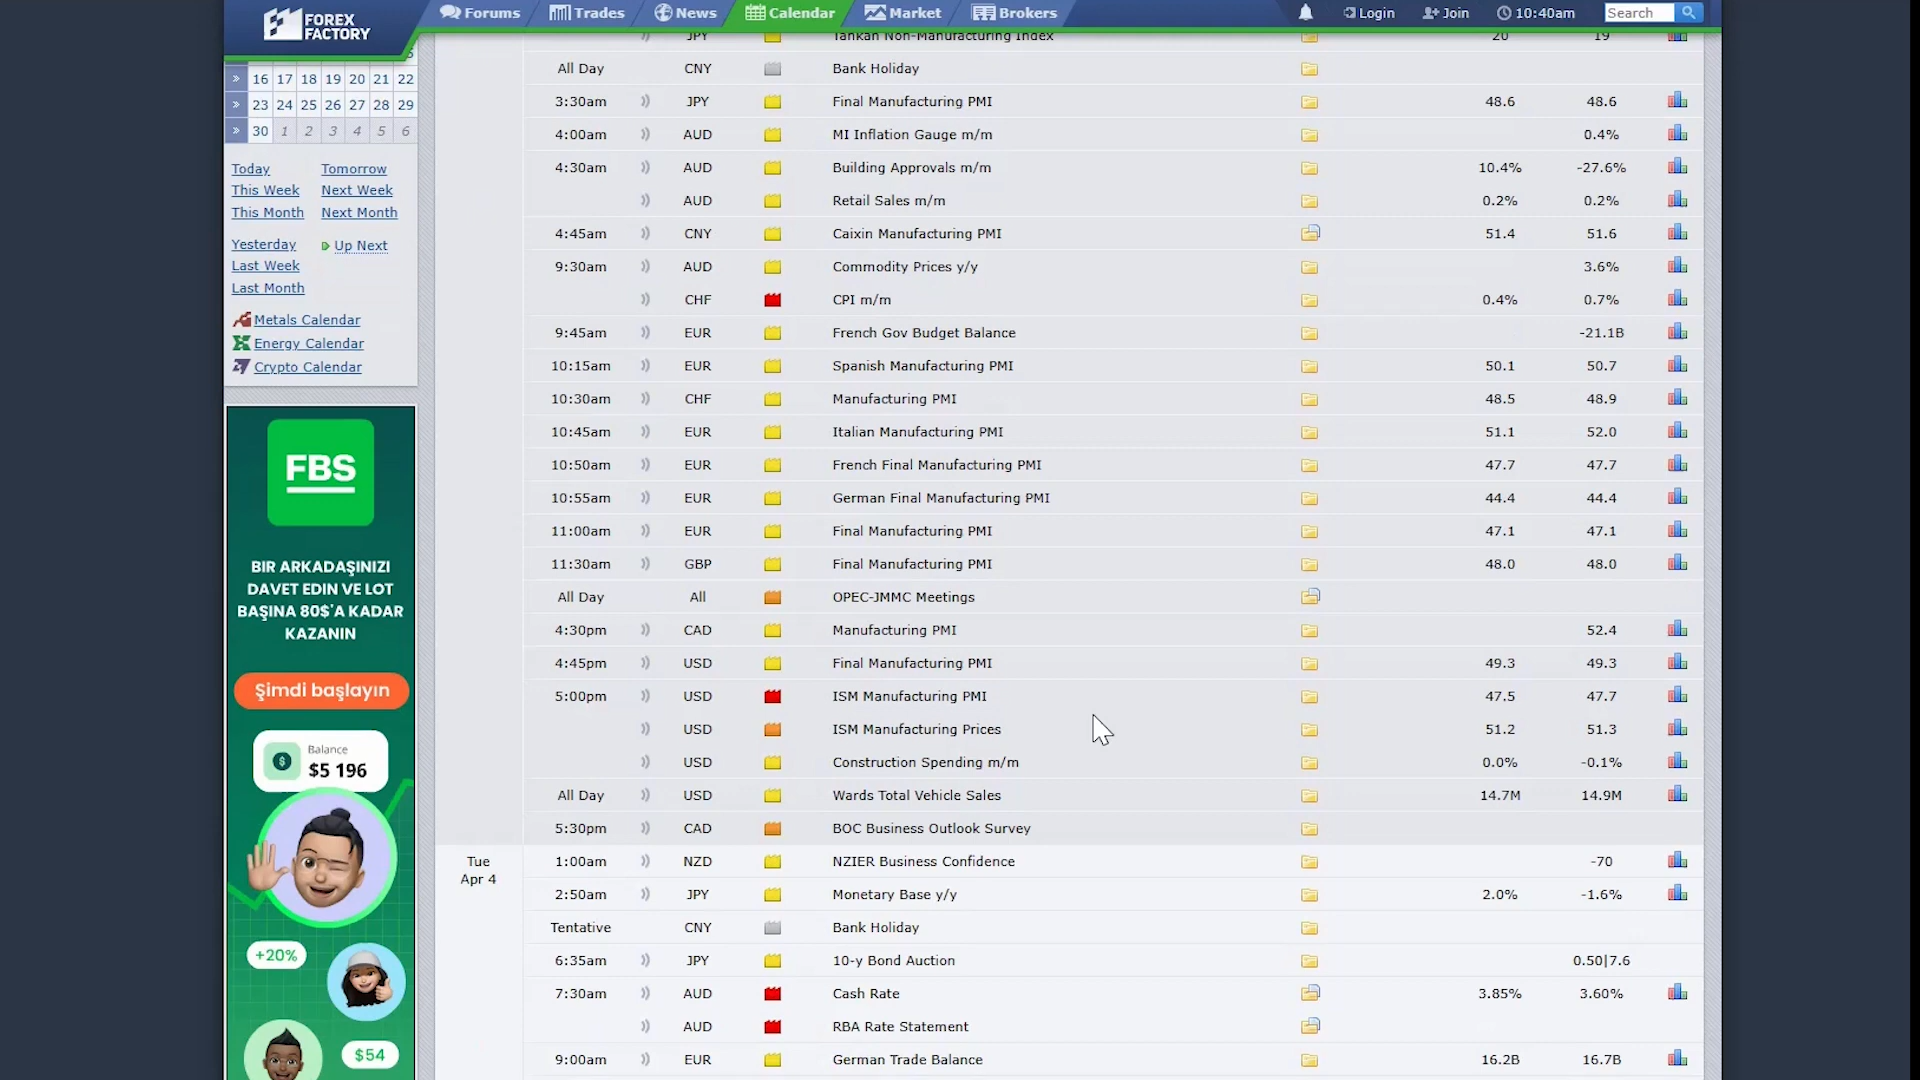 FOREX FACTORY
Forums Trades News Calendar Market Brokers Login Join 10:40am Search
JPY Tankan Non-Manufacturing Index 20 19
» 16 17 18 19 20 21 22
» 23 24 25 26 27 28 29
» 30 1 2 3 4 5 6
Today Tomorrow
This Week Next Week
This Month Next Month
Yesterday Up Next
Last Week
Last Month
Metals Calendar
Energy Calendar
Crypto Calendar
FBS
BIR ARKADAŞINIZI
DAVET EDIN VE LOT
BAŞINA 80$'A KADAR
KAZANIN
Şimdi başlayın
Balance
$5 196
+20%
$54
All Day CNY Bank Holiday
3:30am JPY Final Manufacturing PMI 48.6 48.6
4:00am AUD MI Inflation Gauge m/m 0.4%
4:30am AUD Building Approvals m/m 10.4% -27.6%
AUD Retail Sales m/m 0.2% 0.2%
4:45am CNY Caixin Manufacturing PMI 51.4 51.6
9:30am AUD Commodity Prices y/y 3.6%
CHF CPI m/m 0.4% 0.7%
9:45am EUR French Gov Budget Balance -21.1B
10:15am EUR Spanish Manufacturing PMI 50.1 50.7
10:30am CHF Manufacturing PMI 48.5 48.9
10:45am EUR Italian Manufacturing PMI 51.1 52.0
10:50am EUR French Final Manufacturing PMI 47.7 47.7
10:55am EUR German Final Manufacturing PMI 44.4 44.4
11:00am EUR Final Manufacturing PMI 47.1 47.1
11:30am GBP Final Manufacturing PMI 48.0 48.0
All Day All OPEC-JMMC Meetings
4:30pm CAD Manufacturing PMI 52.4
4:45pm USD Final Manufacturing PMI 49.3 49.3
5:00pm USD ISM Manufacturing PMI 47.5 47.7
USD ISM Manufacturing Prices 51.2 51.3
USD Construction Spending m/m 0.0% -0.1%
All Day USD Wards Total Vehicle Sales 14.7M 14.9M
5:30pm CAD BOC Business Outlook Survey
Tue Apr 4 1:00am NZD NZIER Business Confidence -70
2:50am JPY Monetary Base y/y 2.0% -1.6%
Tentative CNY Bank Holiday
6:35am JPY 10-y Bond Auction 0.50|7.6
7:30am AUD Cash Rate 3.85% 3.60%
AUD RBA Rate Statement
9:00am EUR German Trade Balance 16.2B 16.7B